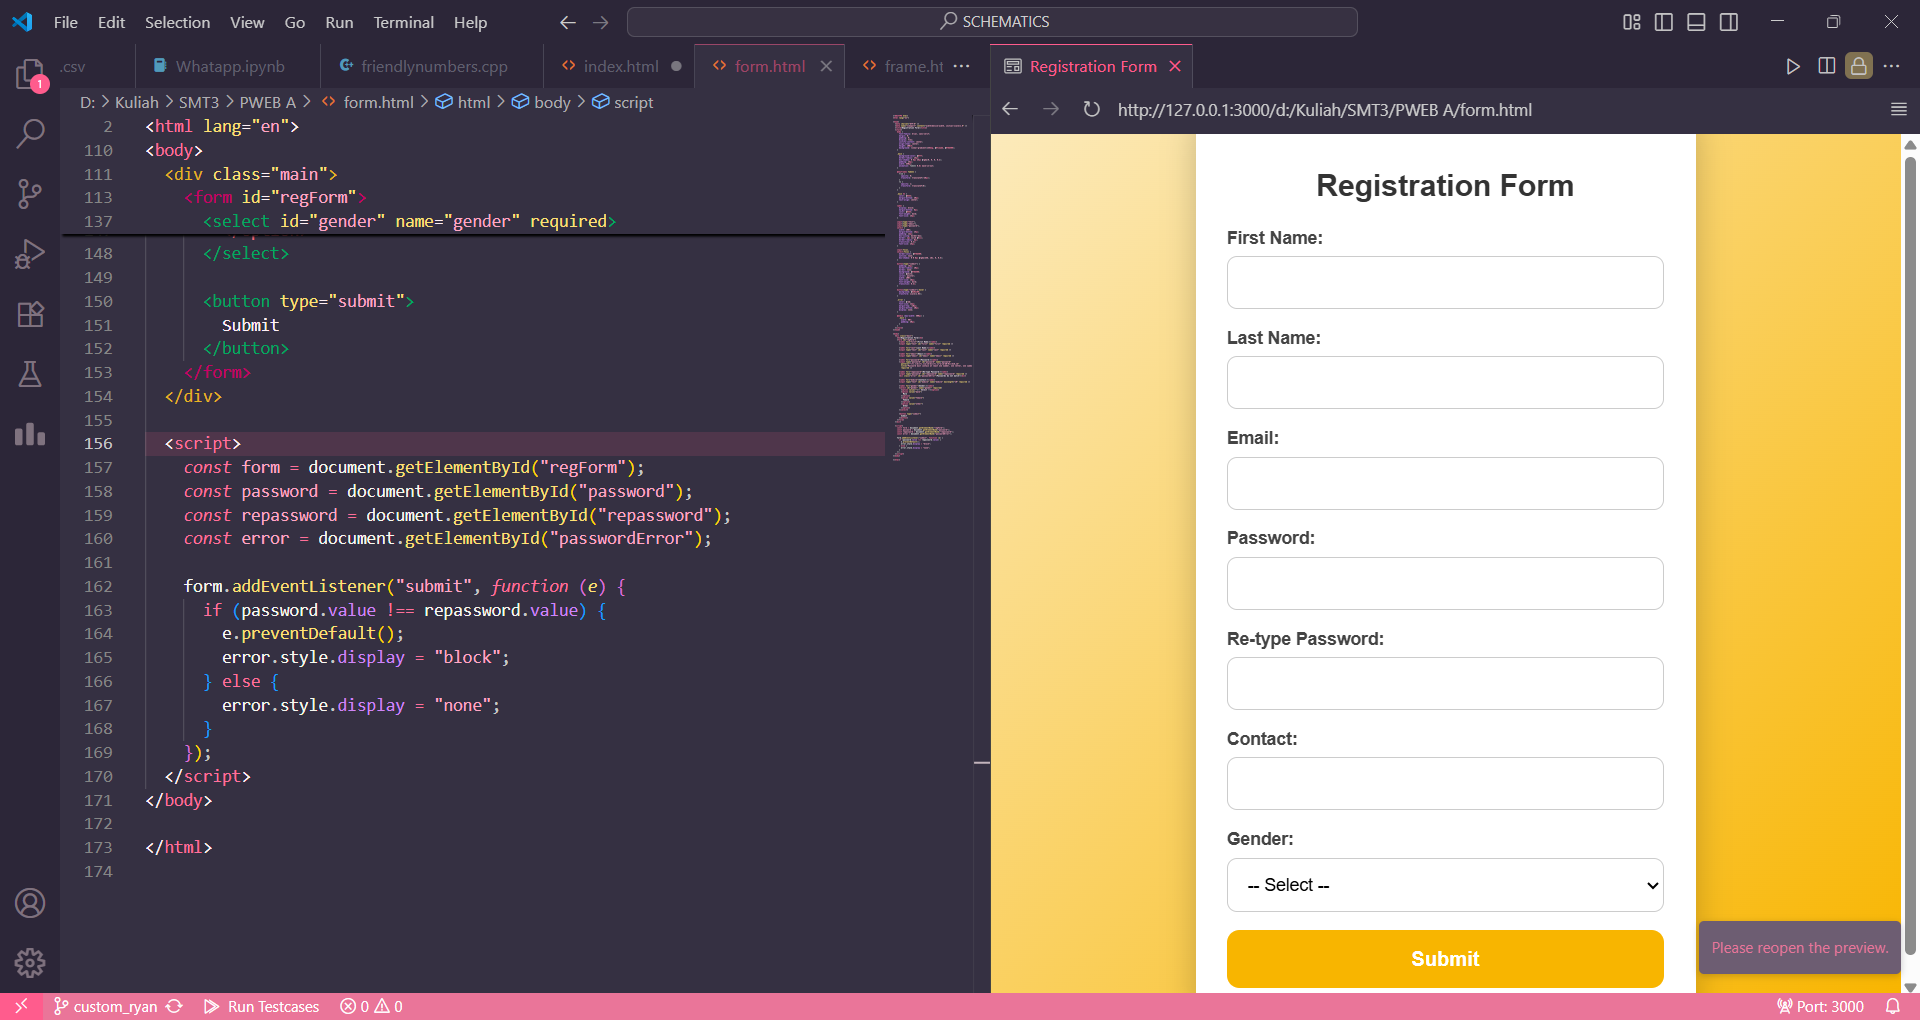 File Edit Selection View Go Run Terminal Help
SCHEMATICS
1
.csv
Whatapp.ipynb
friendlynumbers.cpp
index.html
form.html
frame.ht
Registration Form
D: > Kuliah > SMT3 > PWEB A > form.html > html > body > script
http://127.0.0.1:3000/d:/Kuliah/SMT3/PWEB A/form.html
2 <html lang="en">
110 <body>
111 <div class="main">
113 <form id="regForm">
137 <select id="gender" name="gender" required>
148 </select>
149
150 <button type="submit">
151 Submit
152 </button>
153 </form>
154 </div>
155
156 <script>
157 const form = document.getElementById("regForm");
158 const password = document.getElementById("password");
159 const repassword = document.getElementById("repassword");
160 const error = document.getElementById("passwordError");
161
162 form.addEventListener("submit", function (e) {
163 if (password.value !== repassword.value) {
164 e.preventDefault();
165 error.style.display = "block";
166 } else {
167 error.style.display = "none";
168 }
169 });
170 </script>
171 </body>
172
173 </html>
174
Registration Form
First Name:
Last Name:
Email:
Password:
Re-type Password:
Contact:
Gender:
-- Select --
Submit
Please reopen the preview.
custom_ryan
Run Testcases
0 0
Port: 3000